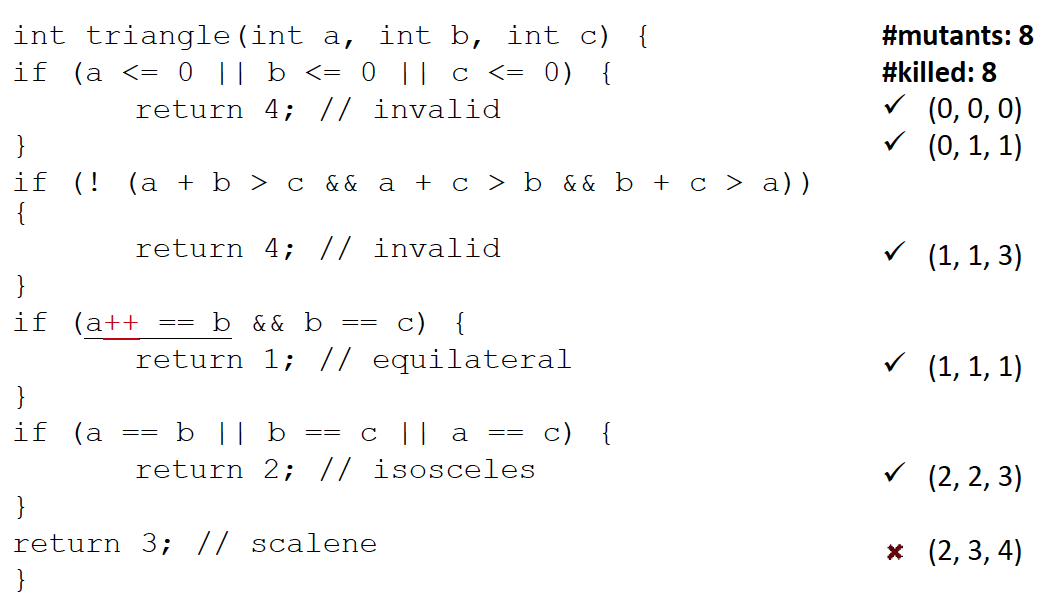 int triangle(int a, int b, int c) {
#mutants: 8
if (a <= 0 || b <= 0 || c <= 0) {
#killed: 8
return 4; // invalid
✓ (0, 0, 0)
}
✓ (0, 1, 1)
if (! (a + b > c && a + c > b && b + c > a))
{
return 4; // invalid
✓ (1, 1, 3)
}
if (a++ == b && b == c) {
return 1; // equilateral
✓ (1, 1, 1)
}
if (a == b || b == c || a == c) {
return 2; // isosceles
✓ (2, 2, 3)
}
return 3; // scalene
✖ (2, 3, 4)
}